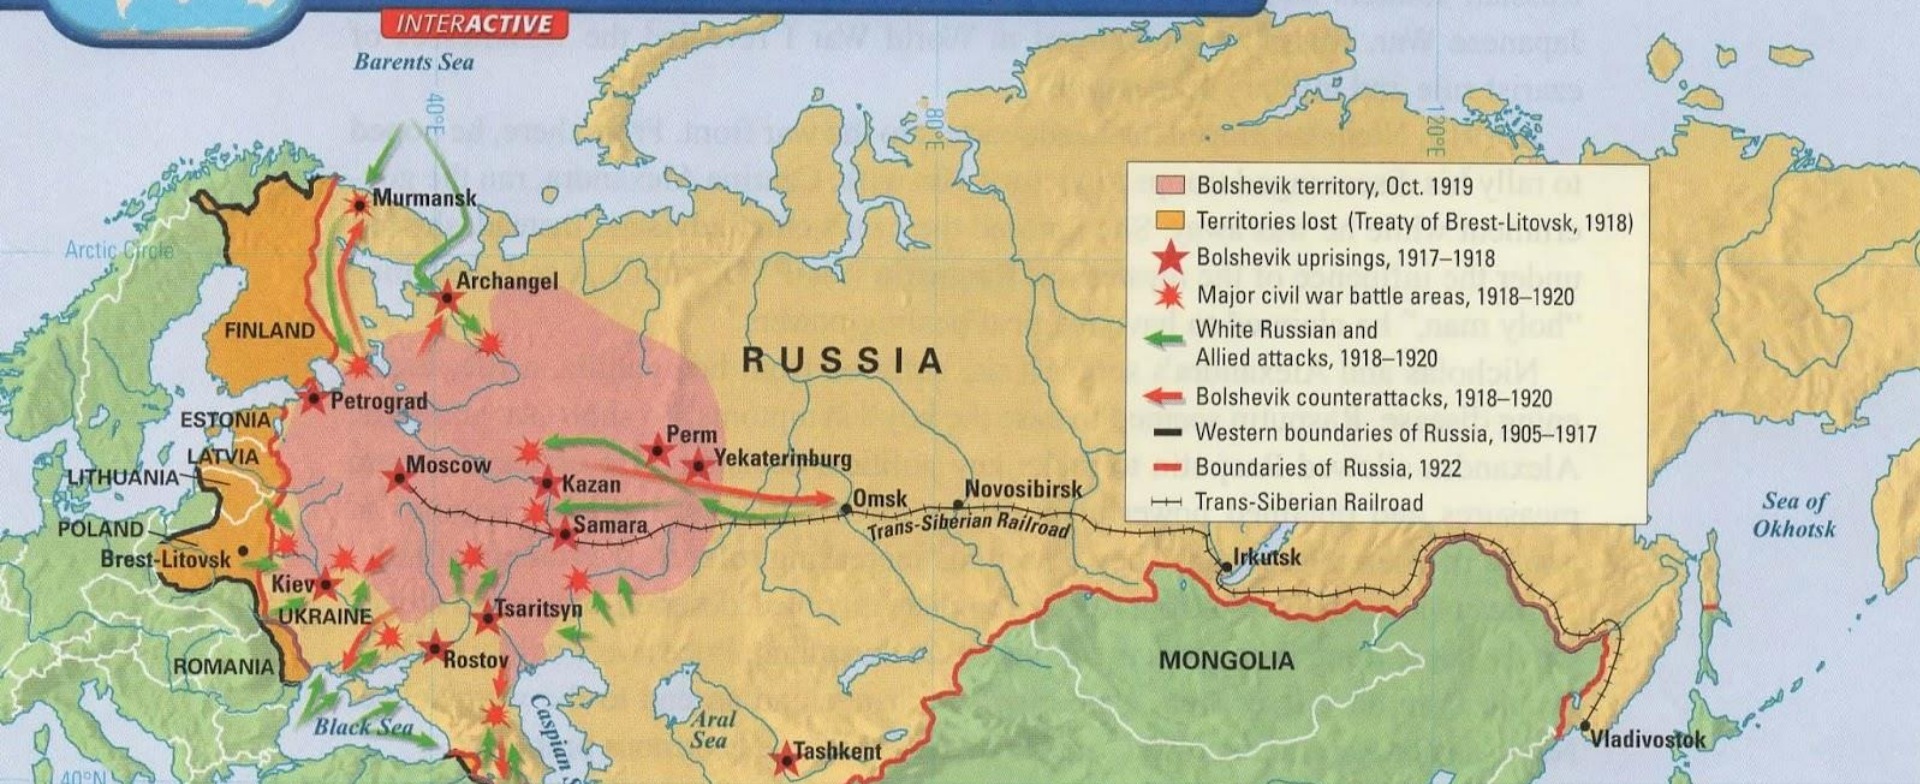 INTERACTIVE
Barents Sea
40°E
80°E
120°E
Murmansk
Arctic Circle
Archangel
FINLAND
RUSSIA
Petrograd
ESTONIA
LATVIA
LITHUANIA
Perm
Moscow
Yekaterinburg
Kazan
Omsk
Novosibirsk
Samara
Trans-Siberian Railroad
POLAND
Brest-Litovsk
Irkutsk
Kiev
UKRAINE
Tsaritsyn
ROMANIA
Rostov
MONGOLIA
Black Sea
Caspian S
Aral
Sea
Tashkent
Vladivostok
Sea of
Okhotsk
40°N
Bolshevik territory, Oct. 1919
Territories lost (Treaty of Brest-Litovsk, 1918)
Bolshevik uprisings, 1917–1918
Major civil war battle areas, 1918–1920
White Russian and
Allied attacks, 1918–1920
Bolshevik counterattacks, 1918–1920
Western boundaries of Russia, 1905–1917
Boundaries of Russia, 1922
Trans-Siberian Railroad